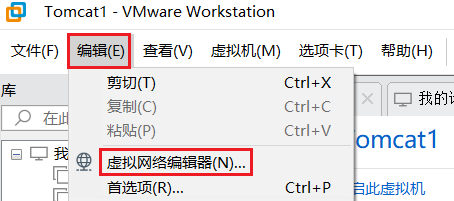 Tomcat1 - VMware Workstation
文件(F) 编辑(E) 查看(V) 虚拟机(M) 选项卡(T) 帮助(H)
库
剪切(T) Ctrl+X
复制(C) Ctrl+C
粘贴(P) Ctrl+V
虚拟网络编辑器(N)...
首选项(R)... Ctrl+P
在此
我
我的
Tomcat1
启此虚拟机